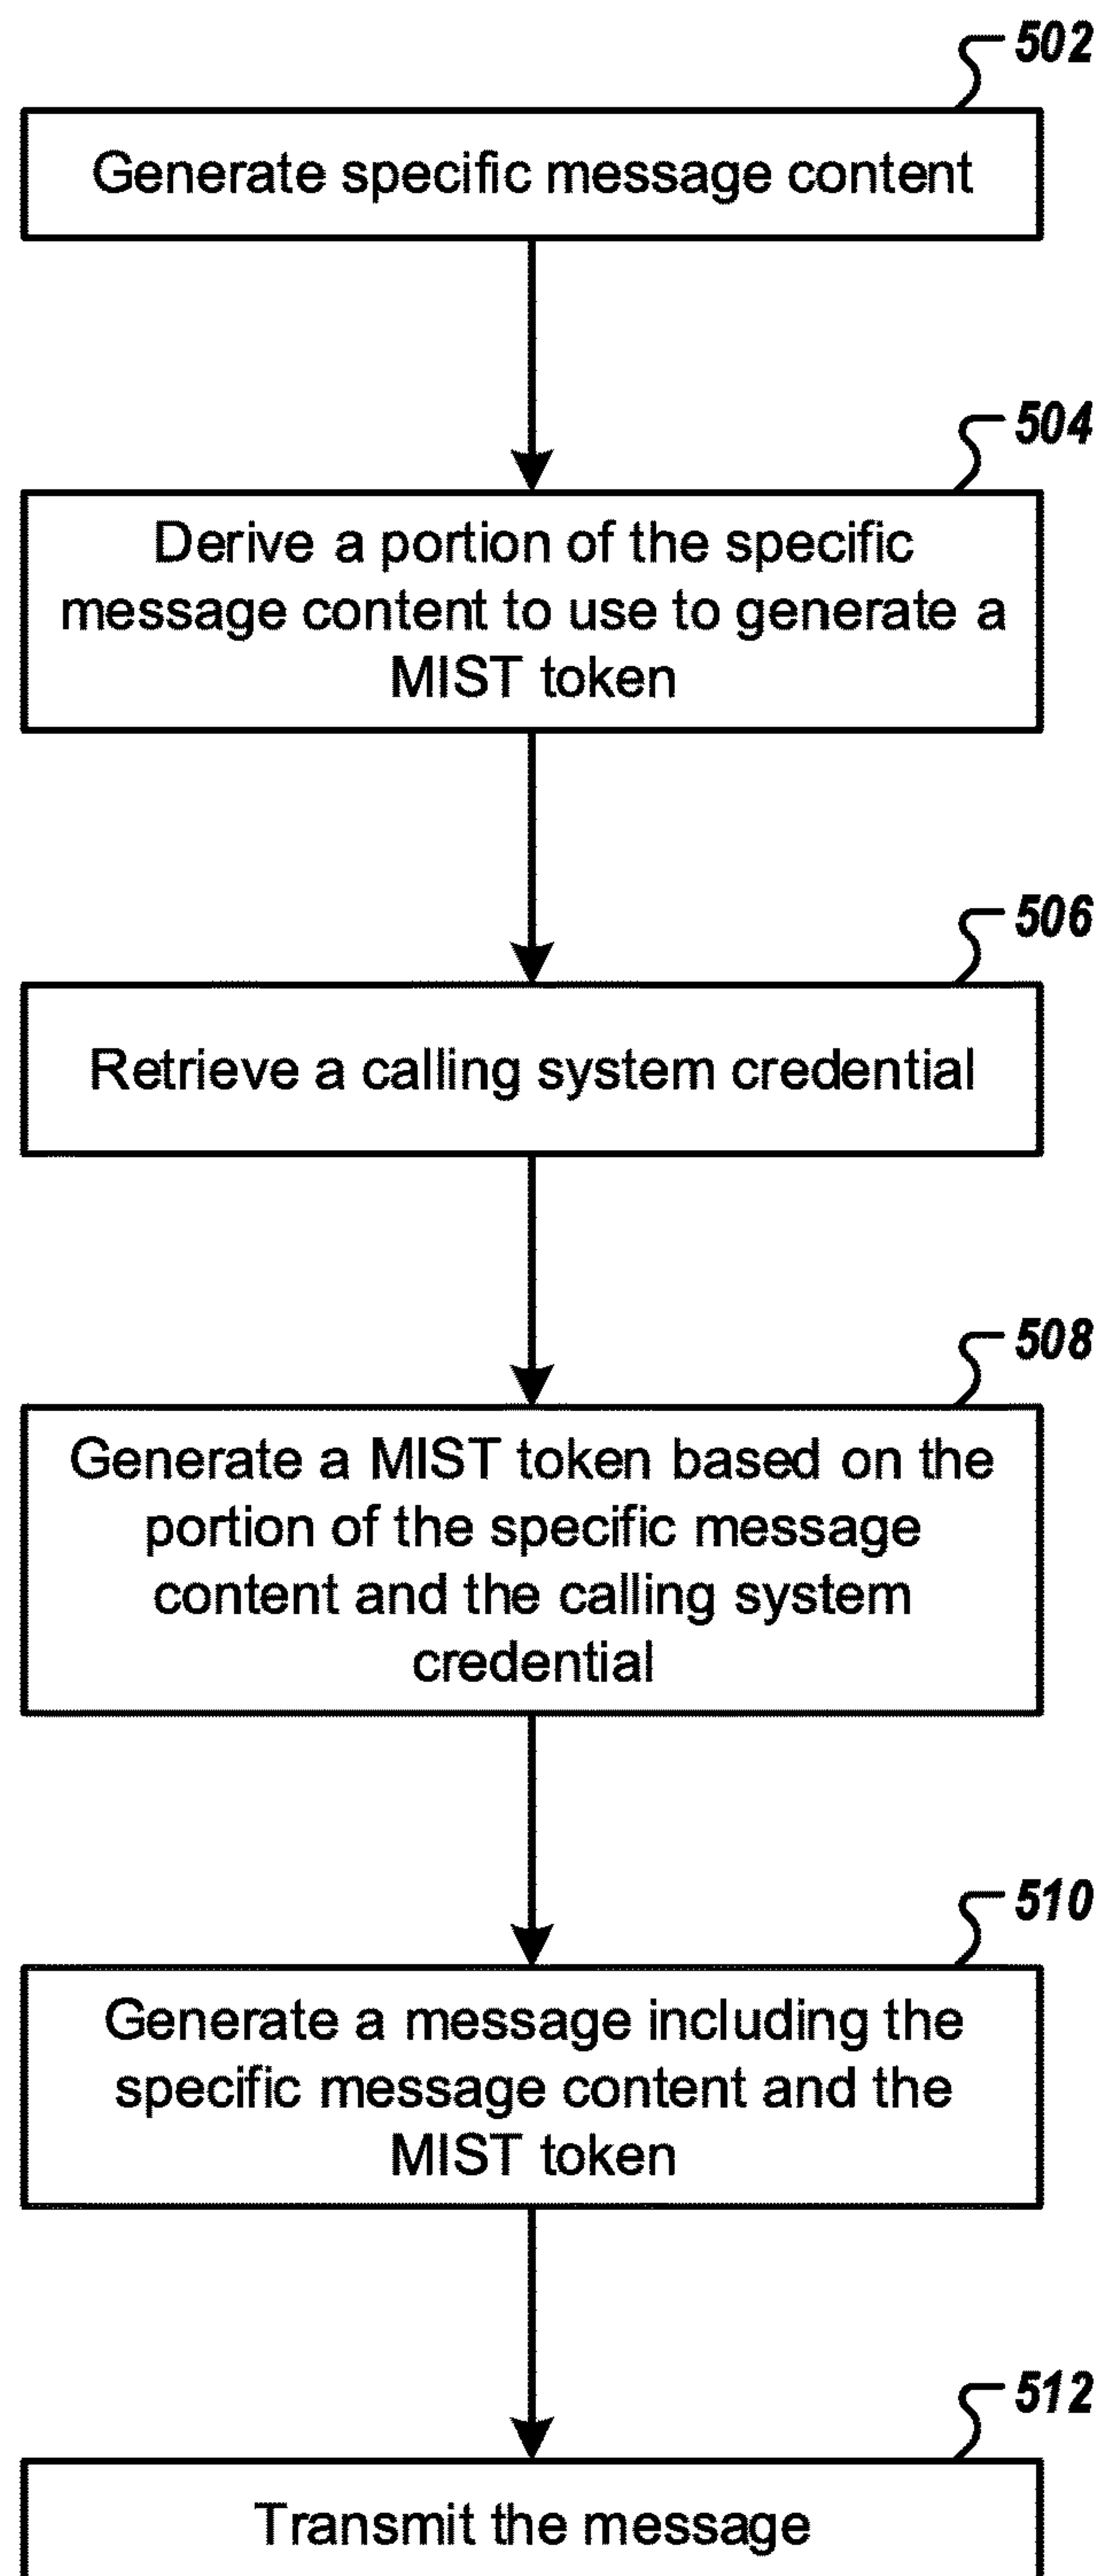 502
Generate specific message content
504
Derive a portion of the specific
message content to use to generate a
MIST token
506
Retrieve a calling system credential
508
Generate a MIST token based on the
portion of the specific message
content and the calling system
credential
510
Generate a message including the
specific message content and the
MIST token
512
Transmit the message